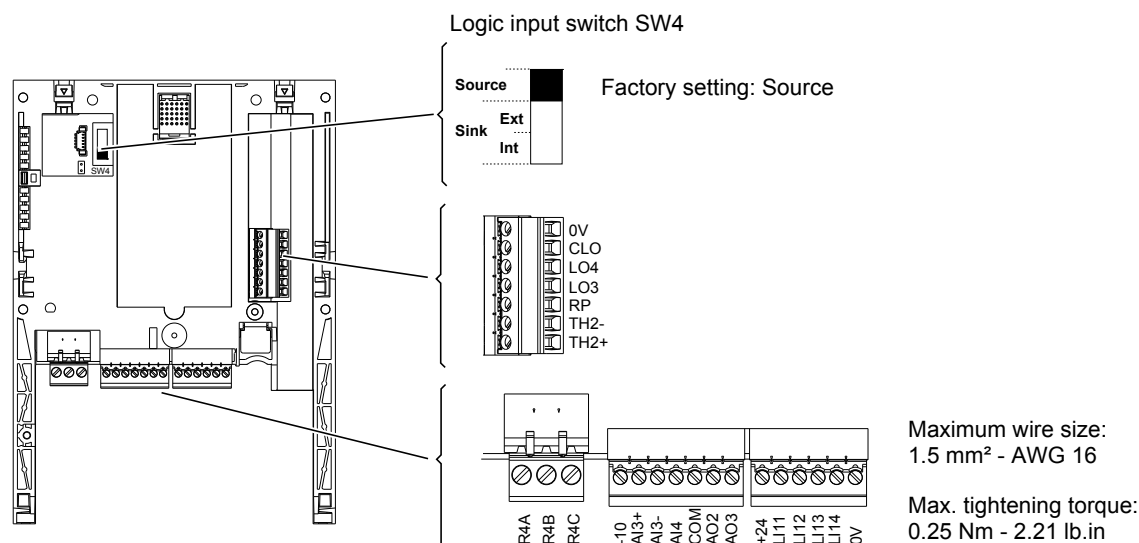 Logic input switch SW4
Source
Sink
Ext
Int
Factory setting: Source
SW4
0V
CLO
LO4
LO3
RP
TH2-
TH2+
R4A
R4B
R4C
-10
AI3+
AI3-
AI4
COM
AO2
AO3
+24
LI11
LI12
LI13
LI14
0V
Maximum wire size:
1.5 mm² - AWG 16
Max. tightening torque:
0.25 Nm - 2.21 lb.in